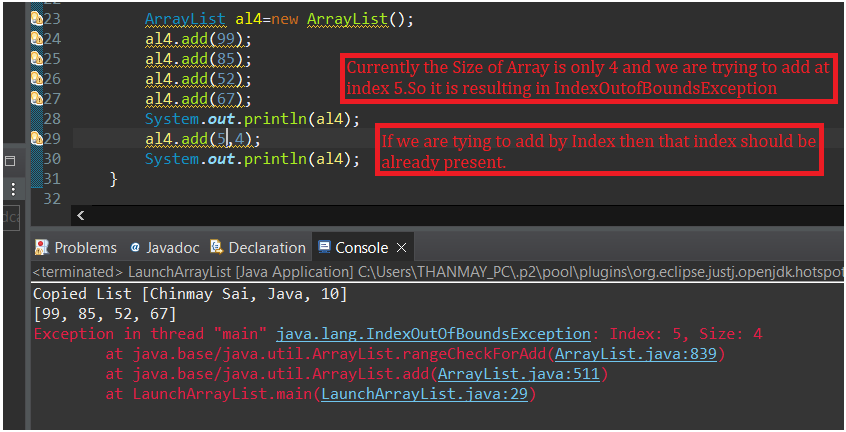 23 ArrayList al4=new ArrayList();
24 al4.add(99);
25 al4.add(85);
26 al4.add(52);
27 al4.add(67);
Currently the Size of Array is only 4 and we are trying to add at
index 5.So it is resulting in IndexOutofBoundsException
28 System.out.println(al4);
29 al4.add(5,4);
30 System.out.println(al4);
If we are tying to add by Index then that index should be
already present.
31 }
32
dca
<
Problems @ Javadoc Declaration Console
<terminated> LaunchArrayList [Java Application] C:\Users\THANMAY_PC\.p2\pool\plugins\org.eclipse.justj.openjdk.hotspot
Copied List [Chinmay Sai, Java, 10]
[99, 85, 52, 67]
Exception in thread "main" java.lang.IndexOutOfBoundsException: Index: 5, Size: 4
at java.base/java.util.ArrayList.rangeCheckForAdd(ArrayList.java:839)
at java.base/java.util.ArrayList.add(ArrayList.java:511)
at LaunchArrayList.main(LaunchArrayList.java:29)